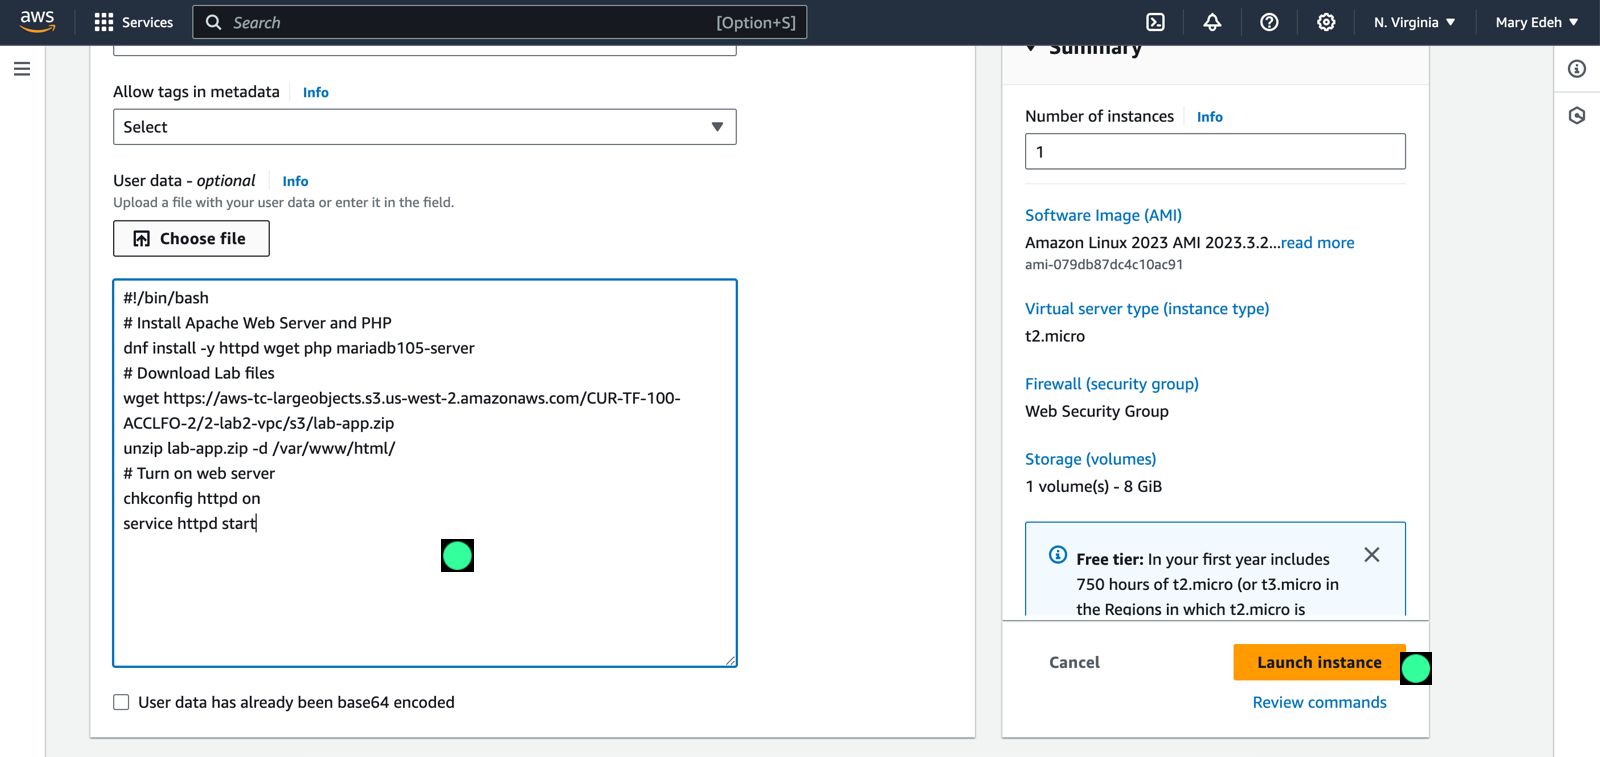 aws
Services
Search
[Option+S]
N. Virginia
Mary Edeh
Allow tags in metadata
Info
Select
User data - optional
Info
Upload a file with your user data or enter it in the field.
Choose file
#!/bin/bash
# Install Apache Web Server and PHP
dnf install -y httpd wget php mariadb105-server
# Download Lab files
wget https://aws-tc-largeobjects.s3.us-west-2.amazonaws.com/CUR-TF-100-
ACCLFO-2/2-lab2-vpc/s3/lab-app.zip
unzip lab-app.zip -d /var/www/html/
# Turn on web server
chkconfig httpd on
service httpd start
User data has already been base64 encoded
Summary
Number of instances
Info
1
Software Image (AMI)
Amazon Linux 2023 AMI 2023.3.2...read more
ami-079db87dc4c10ac91
Virtual server type (instance type)
t2.micro
Firewall (security group)
Web Security Group
Storage (volumes)
1 volume(s) - 8 GiB
Free tier: In your first year includes
750 hours of t2.micro (or t3.micro in
the Regions in which t2.micro is
Cancel
Launch instance
Review commands